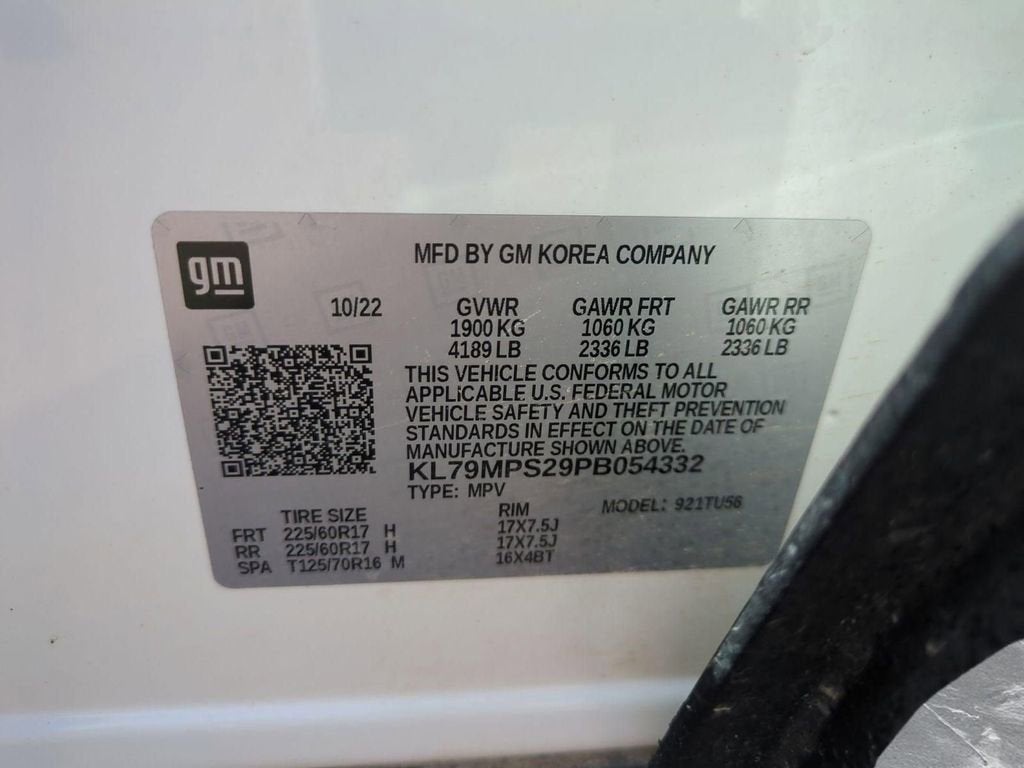 gm
MFD BY GM KOREA COMPANY
10/22 GVWR GAWR FRT GAWR RR
1900 KG 1060 KG 1060 KG
4189 LB 2336 LB 2336 LB
THIS VEHICLE CONFORMS TO ALL
APPLICABLE U.S. FEDERAL MOTOR
VEHICLE SAFETY AND THEFT PREVENTION
STANDARDS IN EFFECT ON THE DATE OF
MANUFACTURE SHOWN ABOVE.
KL79MPS29PB054332
TYPE: MPV MODEL: 921TU56
TIRE SIZE RIM
FRT 225/60R17 H 17X7.5J
RR 225/60R17 H 17X7.5J
SPA T125/70R16 M 16X4BT